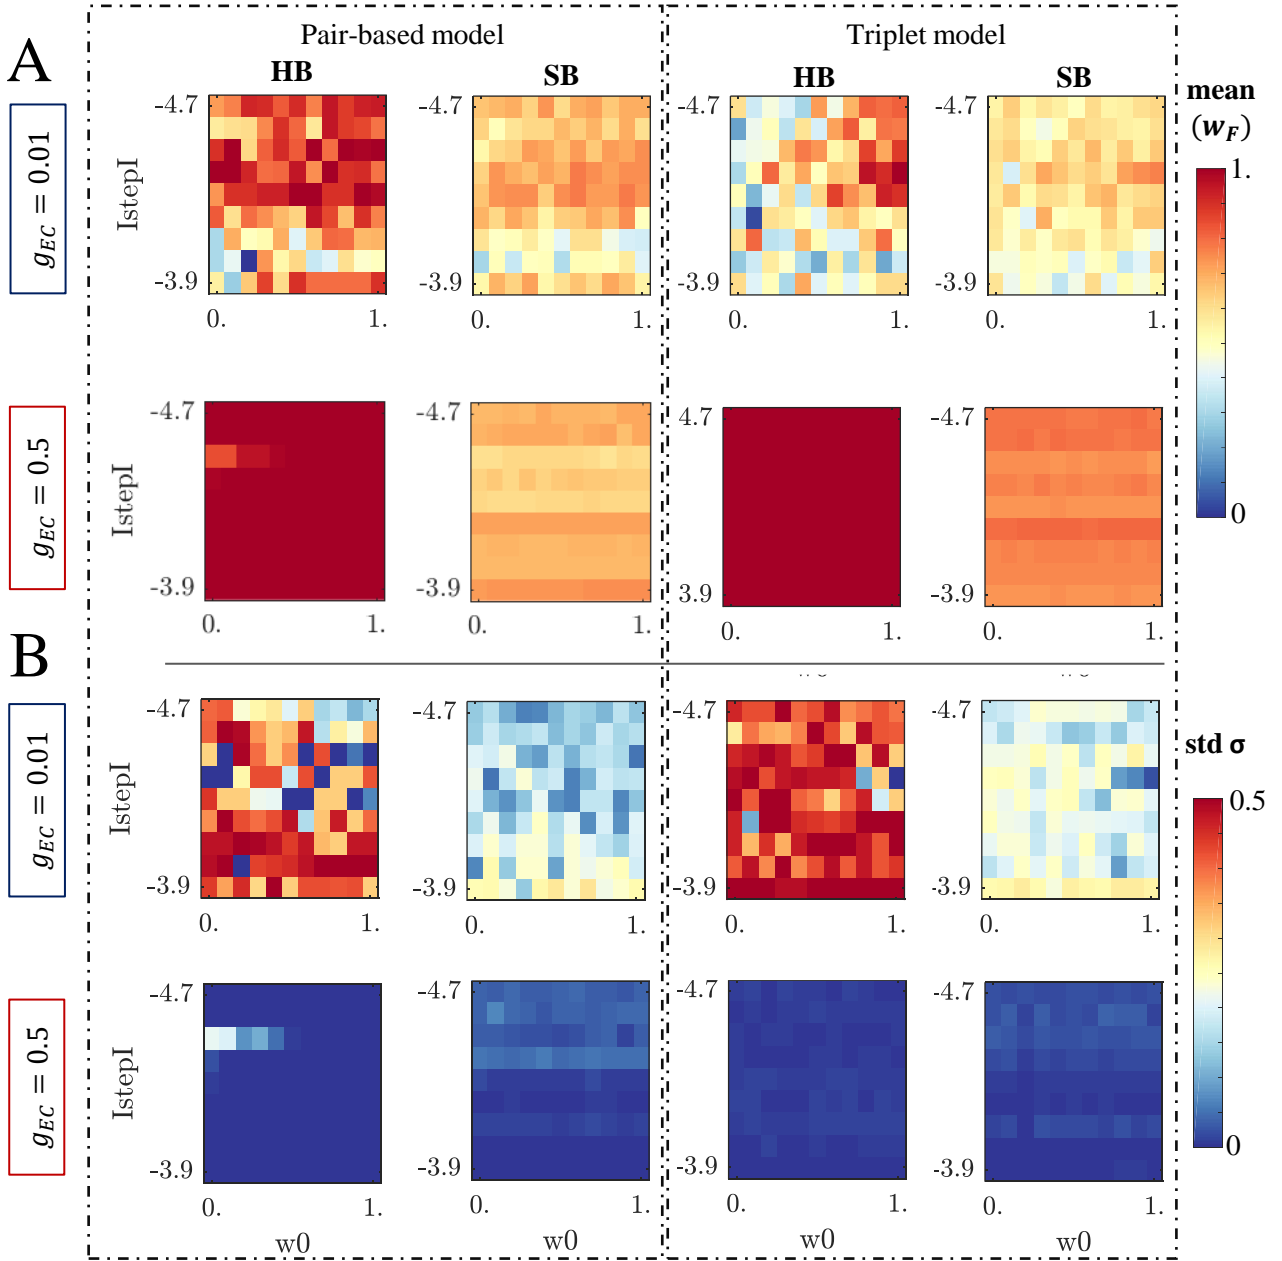 A
Pair-based model
Triplet model
HB
SB
HB
SB
mean
(w_F)
g_EC = 0.01
IstepI
-4.7
-3.9
0.
1.
-4.7
-3.9
0.
1.
-4.7
-3.9
0.
1.
-4.7
-3.9
0.
1.
1.
0
g_EC = 0.5
IstepI
-4.7
-3.9
0.
1.
-4.7
-3.9
0.
1.
4.7
3.9
0.
1.
-4.7
-3.9
0.
1.
B
g_EC = 0.01
IstepI
-4.7
-3.9
0.
1.
-4.7
-3.9
0.
1.
-4.7
-3.9
0.
1.
-4.7
-3.9
0.
1.
std σ
0.5
0
g_EC = 0.5
IstepI
-4.7
-3.9
0.
1.
w0
-4.7
-3.9
0.
1.
w0
-4.7
-3.9
0.
1.
w0
-4.7
-3.9
0.
1.
w0